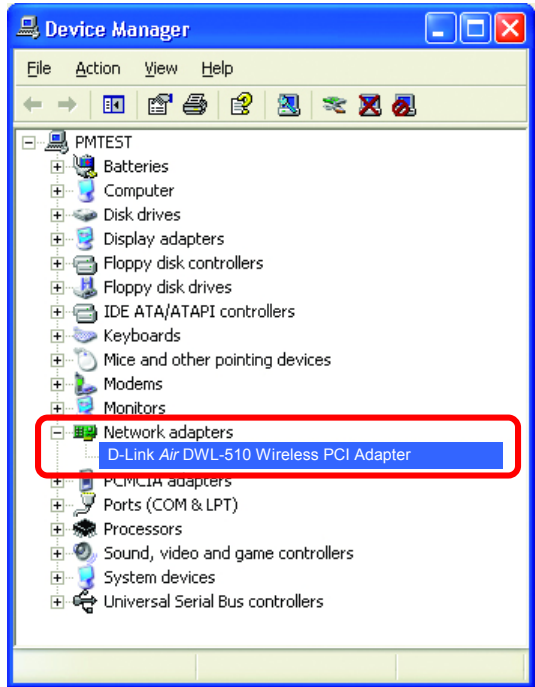 Device Manager
File Action View Help
PMTEST
Batteries
Computer
Disk drives
Display adapters
Floppy disk controllers
Floppy disk drives
IDE ATA/ATAPI controllers
Keyboards
Mice and other pointing devices
Modems
Monitors
Network adapters
D-Link Air DWL-510 Wireless PCI Adapter
PCMCIA adapters
Ports (COM & LPT)
Processors
Sound, video and game controllers
System devices
Universal Serial Bus controllers